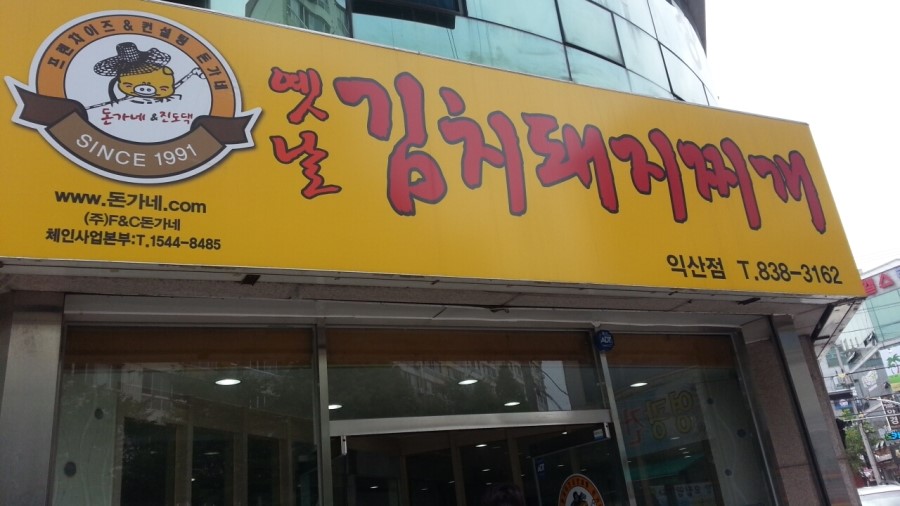 프랜차이즈 & 컨설팅 돈가네
돈가네 & 진도댁
SINCE 1991
www.돈가네.com
(주)F&C돈가네
체인사업본부:T.1544-8485
옛날 김치돼지찌개
익산점 T.838-3162